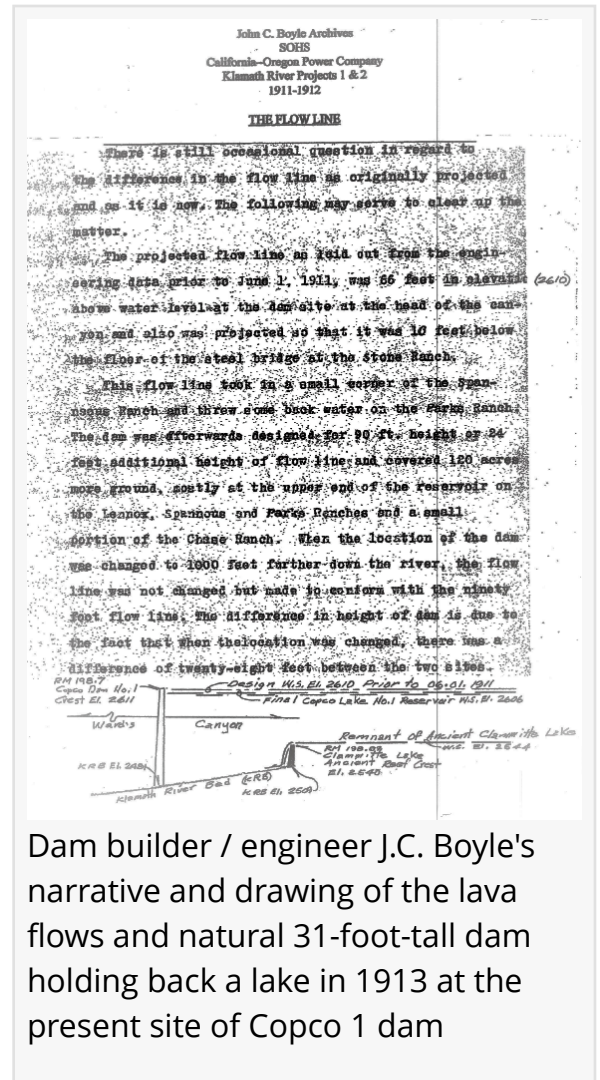 John C. Boyle Archives
SOHS
California-Oregon Power Company
Klamath River Projects 1 & 2
1911-1912
THE FLOW LINE
There is still occasional question in regard to
the difference in the flow line as originally projected
and as it is now. The following may serve to clear up the
matter.
The projected flow line as laid out from the engin-
eering data prior to June 1, 1911, was 66 feet in elevatio (2610)
above water level at the dam site at the head of the can-
yon and also was projected so that it was 10 feet below
the floor of the steel bridge at the Stone Ranch.
This flow line took in a small corner of the Span-
nous Ranch and threw some back water on the Parks Ranch.
The dam was afterwards designed for 90 ft. height or 24
feet additional height of flow line and covered 120 acres
more ground, mostly at the upper end of the reservoir on
the Lennox, Spannous and Parks Ranches and a small
portion of the Chase Ranch. When the location of the dam
was changed to 1000 feet further down the river, the flow
line was not changed but made to conform with the ninety
foot flow line. The difference in height of dam is due to
the fact that when thelocation was changed, there was a
difference of twenty-eight feet between the two sites.
RM 198.7
Copco Dam No.1
Crest El 2611
Design W.S. El. 2610 Prior to 06.01.1911
Final Copco Lake No.1 Reservoir W.S. El. 2606
Ward's Canyon
Remnant Of Ancient Clammitte Lake
W.S. El. 2544
RM 198.99
Clammitte Lake
Ancient Reef Crest
El. 2540
KRB El. 2481
Klamath River Bed (KRB)
KRB El. 2509
Dam builder / engineer J.C. Boyle's
narrative and drawing of the lava
flows and natural 31-foot-tall dam
holding back a lake in 1913 at the
present site of Copco 1 dam